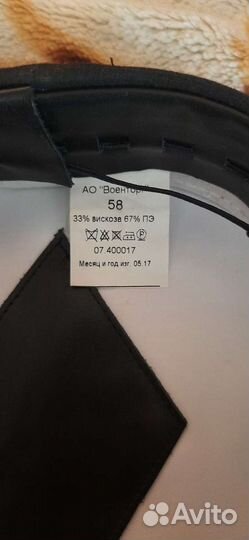 АО "Военторг"
58
33% вискоза 67% ПЭ
07.400017
Месяц и год изг. 05.17
Avito